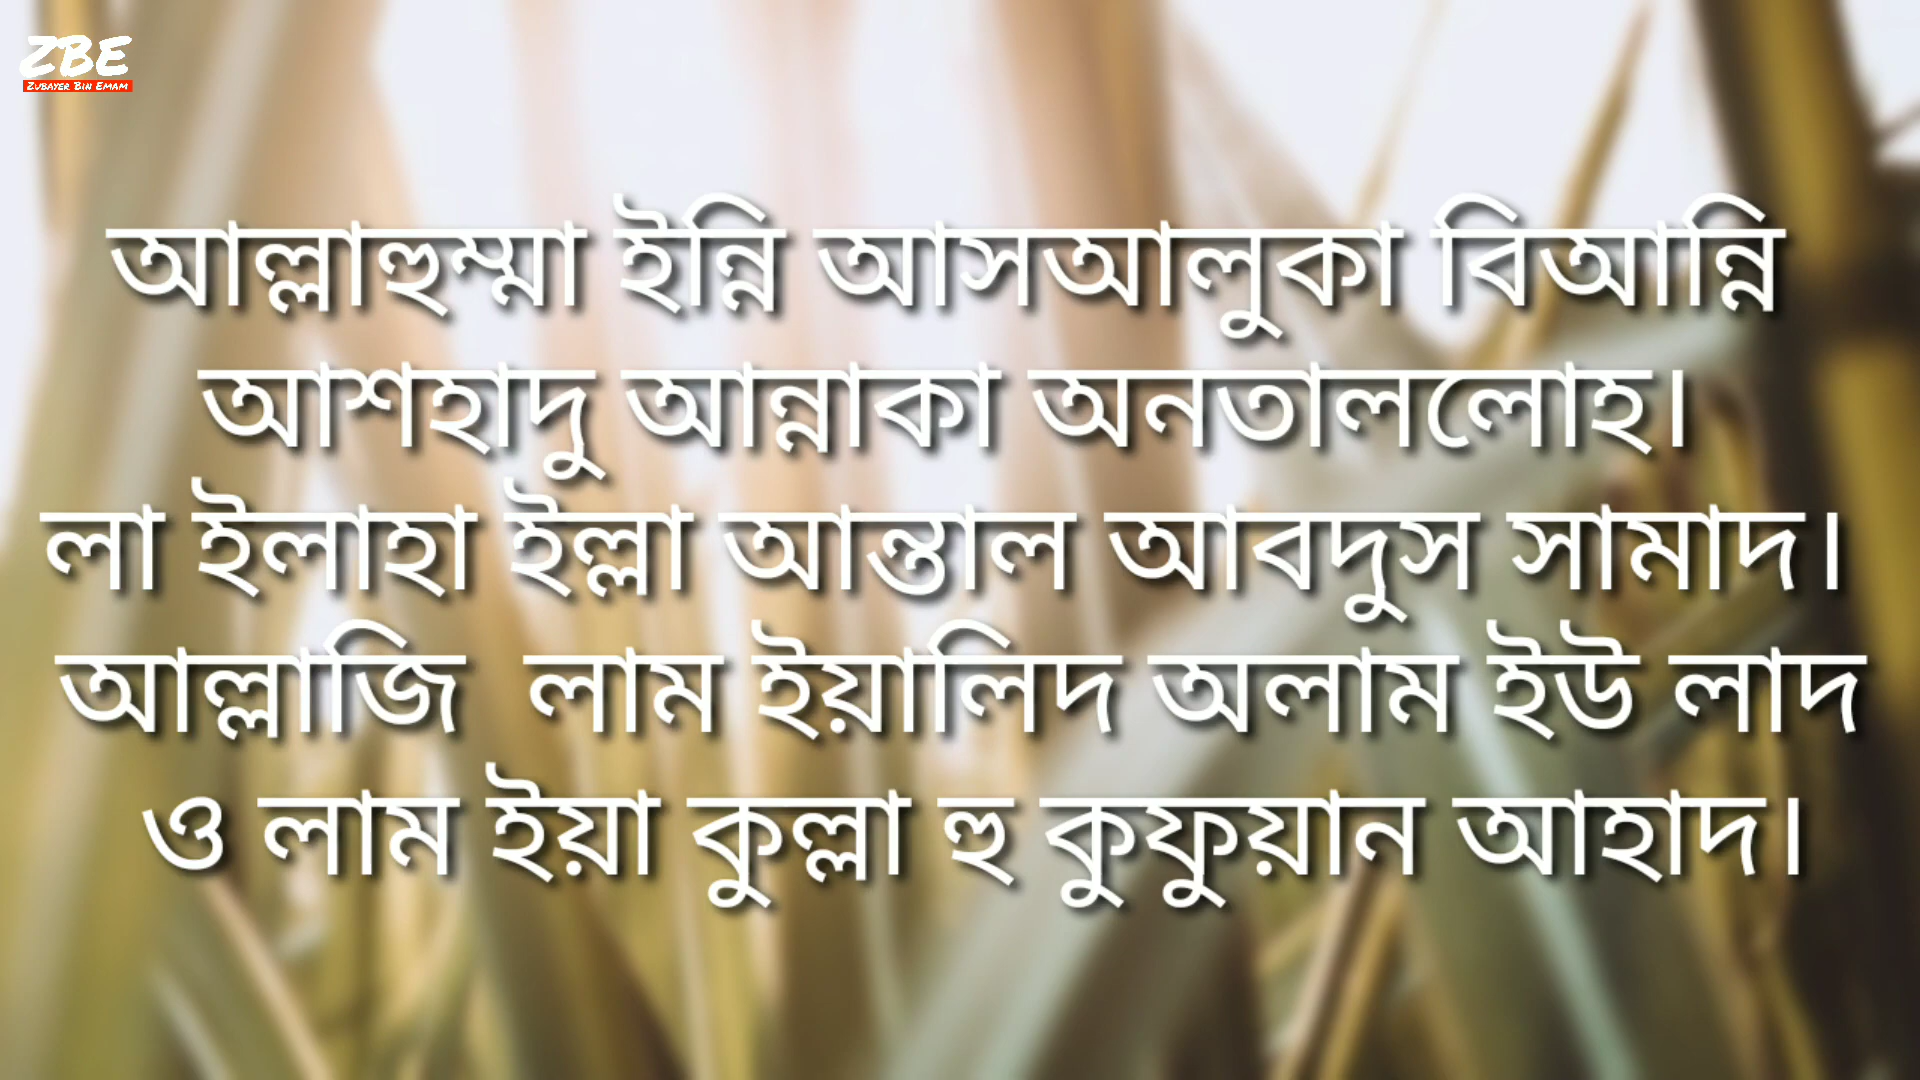 ZBE
Zubayer Bin Emam
আল্লাহুম্মা ইন্নি আসআলুকা বিআন্নি
আশহাদু আন্নাকা অনতাললোহ।
লা ইলাহা ইল্লা আন্তাল আবদুস সামাদ।
আল্লাজি লাম ইয়ালিদ অলাম ইউ লাদ
ও লাম ইয়া কুল্লা হু কুফুয়ান আহাদ।